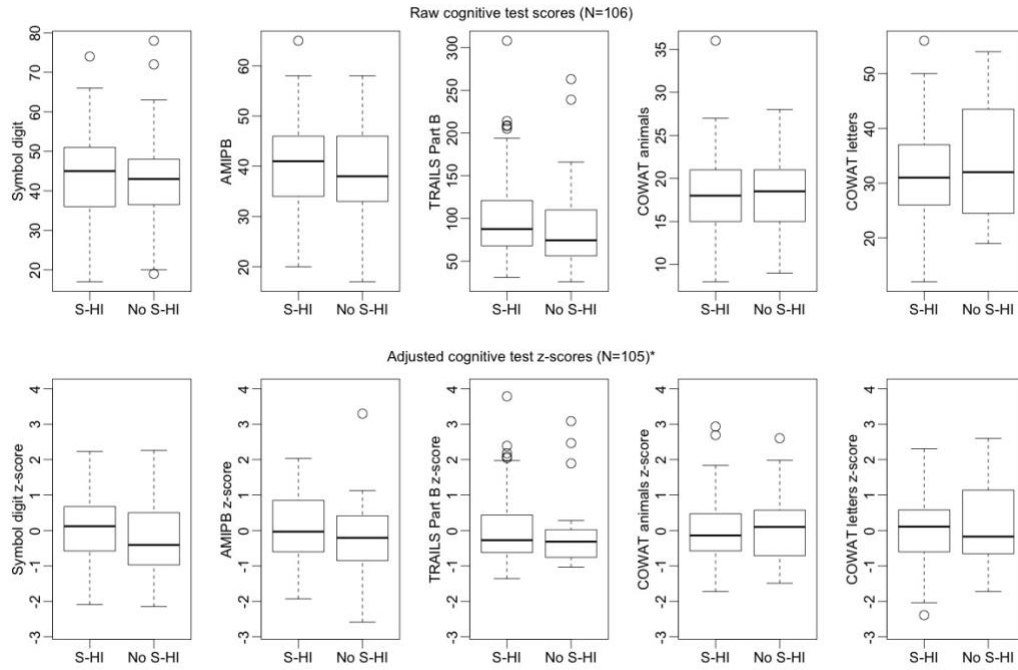 Raw cognitive test scores (N=106)
Symbol digit
20 30 40 50 60 70 80
S-HI No S-HI
AMIPB
20 30 40 50 60
S-HI No S-HI
TRAILS Part B
50 100 150 200 250 300
S-HI No S-HI
COWAT animals
10 15 20 25 30 35
S-HI No S-HI
COWAT letters
20 30 40 50
S-HI No S-HI
Adjusted cognitive test z-scores (N=105)*
Symbol digit z-score
-3 -2 -1 0 1 2 3 4
S-HI No S-HI
AMIPB z-score
-3 -2 -1 0 1 2 3 4
S-HI No S-HI
TRAILS Part B z-score
-3 -2 -1 0 1 2 3 4
S-HI No S-HI
COWAT animals z-score
-3 -2 -1 0 1 2 3 4
S-HI No S-HI
COWAT letters z-score
-3 -2 -1 0 1 2 3 4
S-HI No S-HI